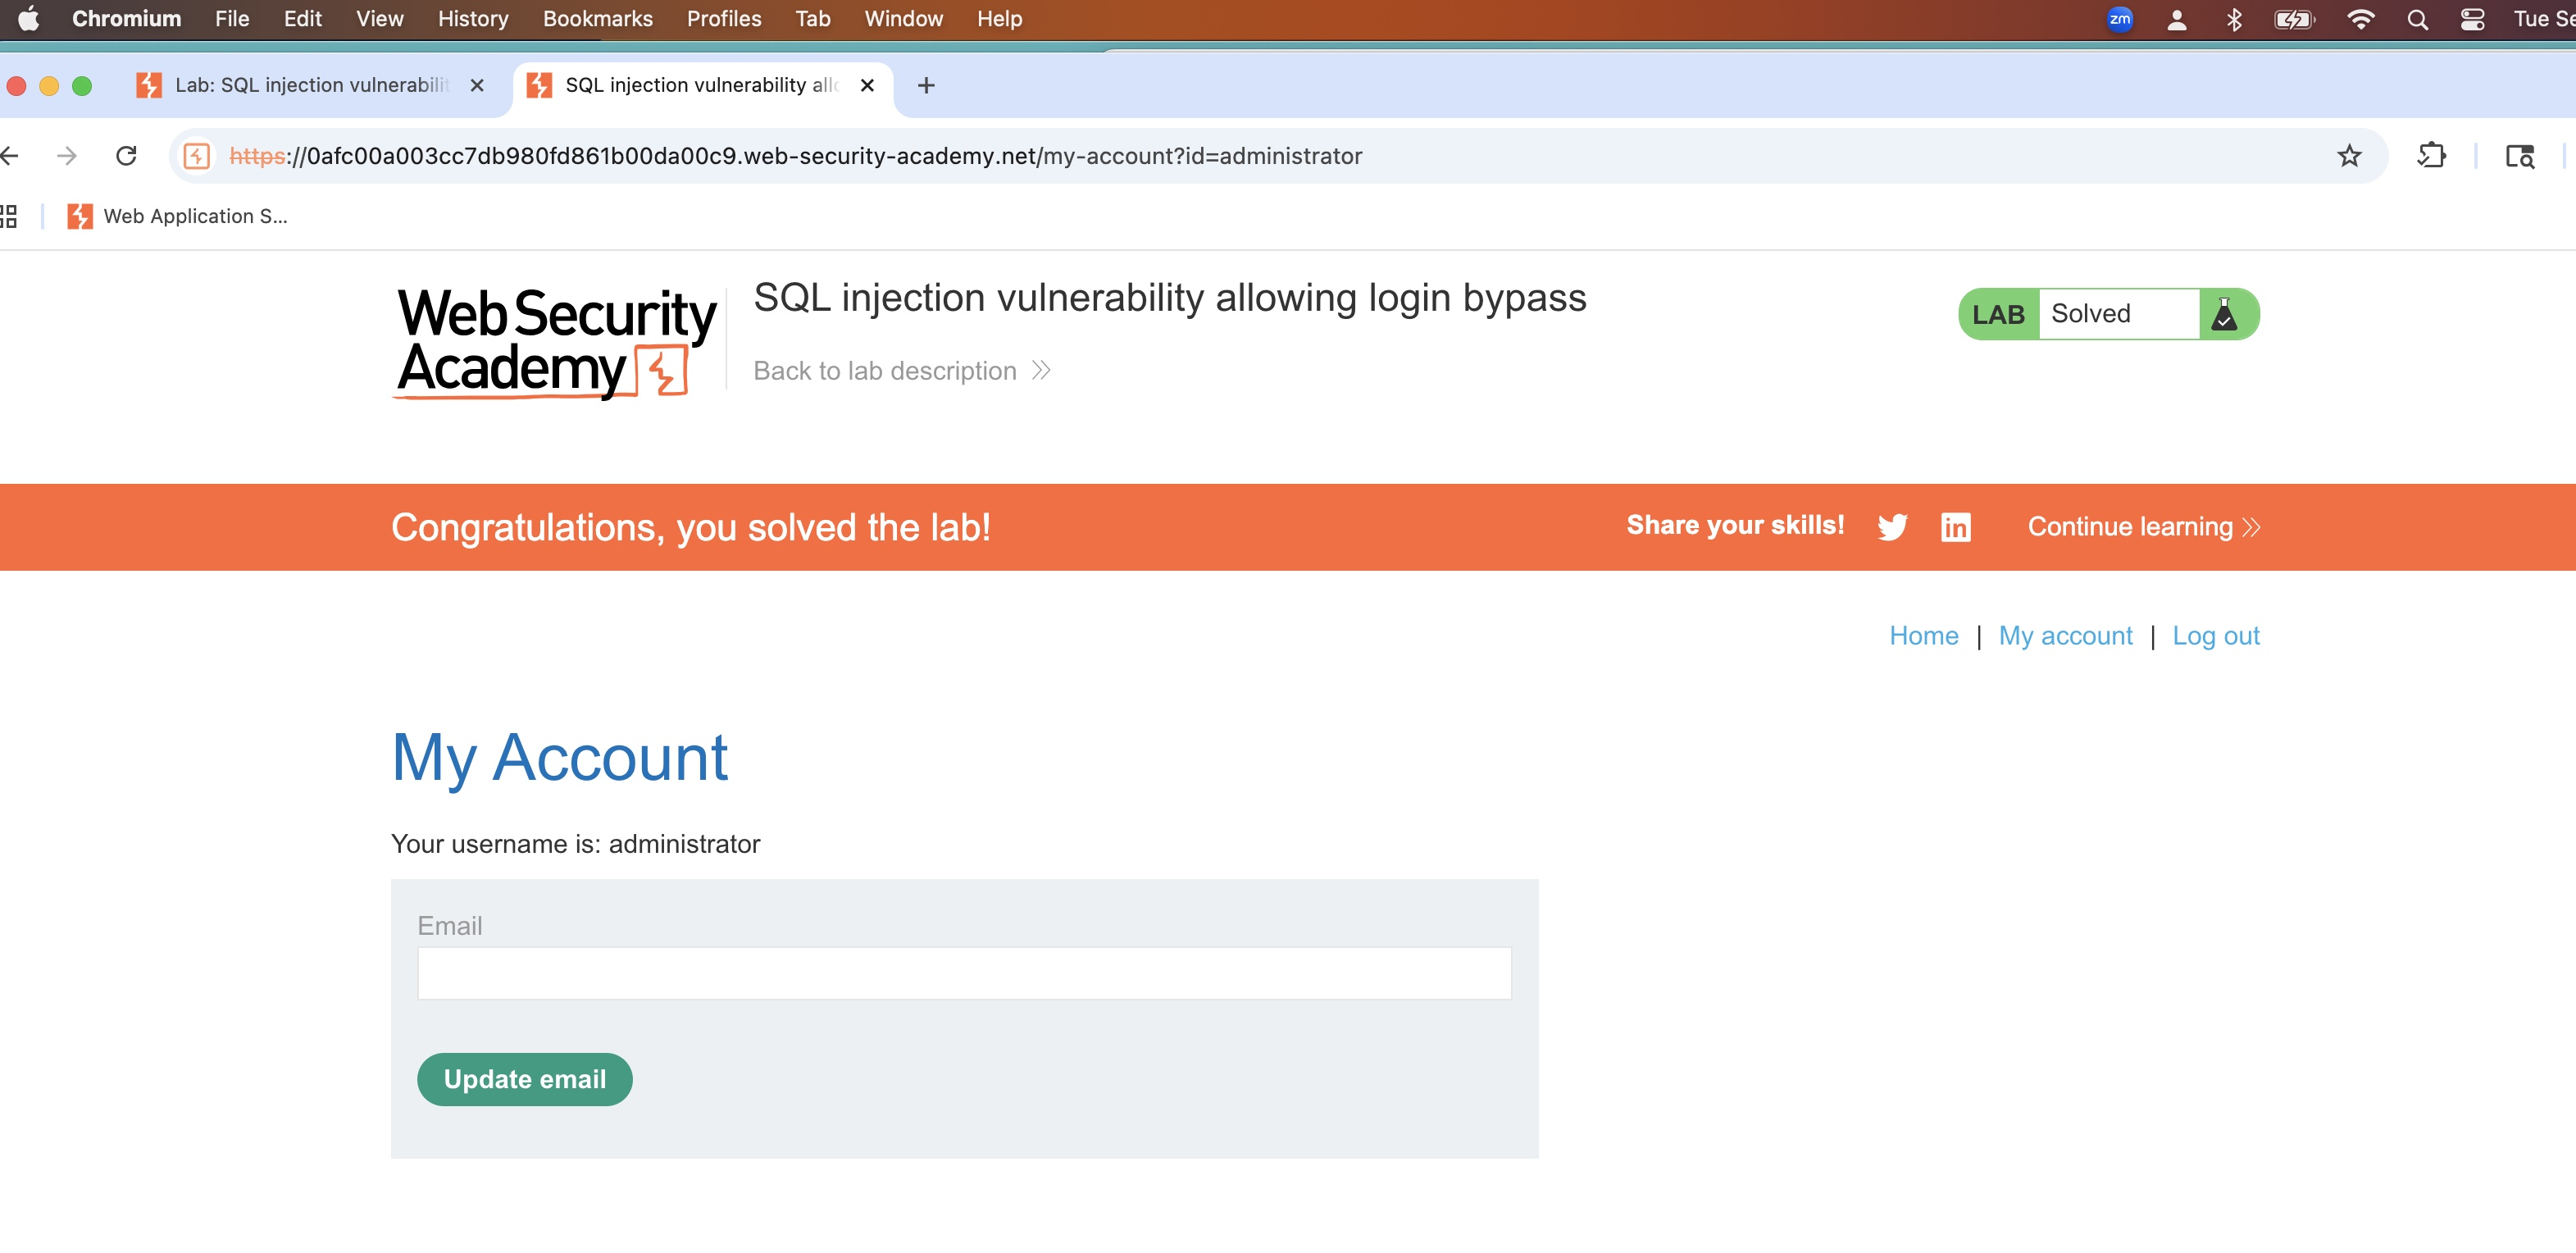 Chromium File Edit View History Bookmarks Profiles Tab Window Help zm Tue Se
Lab: SQL injection vulnerabilit
SQL injection vulnerability allo
https://0afc00a003cc7db980fd861b00da00c9.web-security-academy.net/my-account?id=administrator
Web Application S...
WebSecurity
Academy
SQL injection vulnerability allowing login bypass
Back to lab description
LAB Solved
Congratulations, you solved the lab!
Share your skills! in Continue learning
Home | My account | Log out
My Account
Your username is: administrator
Email
Update email